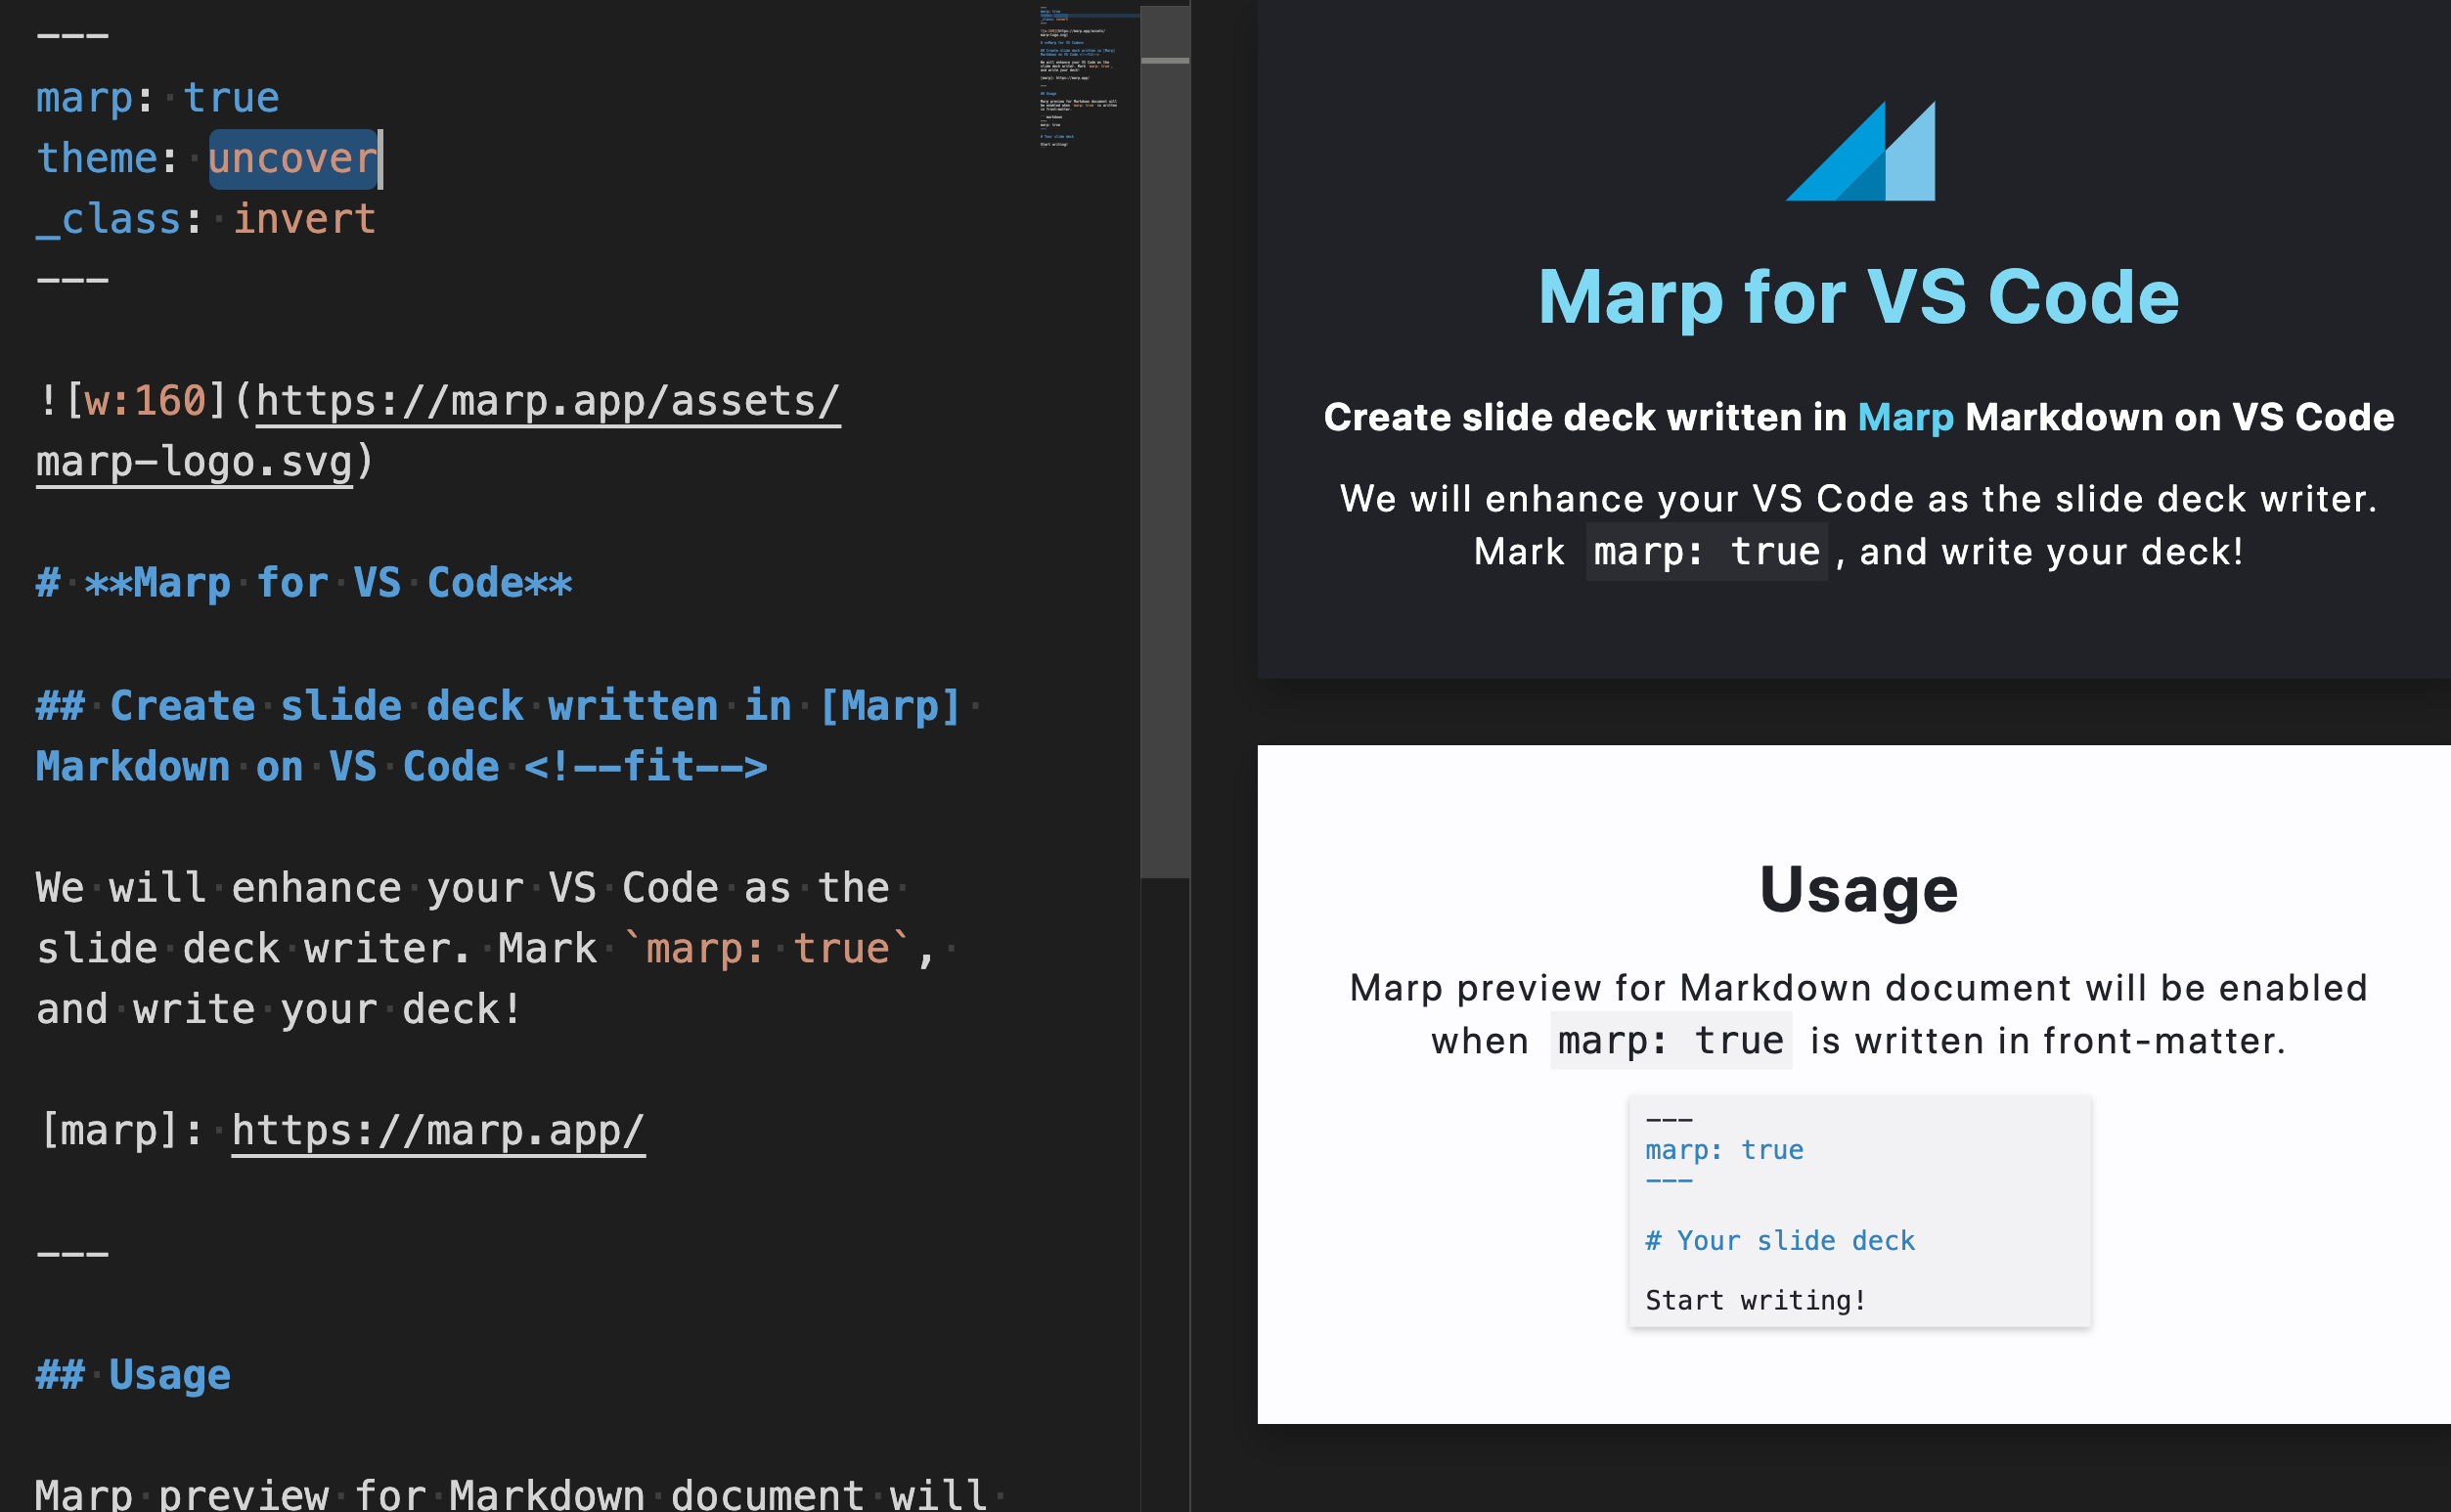 ---
marp: true
theme: uncover
_class: invert
---
![w:160](https://marp.app/assets/
marp-logo.svg)
# **Marp for VS Code**
## Create slide deck written in [Marp]
Markdown on VS Code <!--fit-->
We will enhance your VS Code as the
slide deck writer. Mark `marp: true`,
and write your deck!
[marp]: https://marp.app/
---
## Usage
Marp preview for Markdown document will
Marp for VS Code
Create slide deck written in Marp Markdown on VS Code
We will enhance your VS Code as the slide deck writer.
Mark marp: true, and write your deck!
Usage
Marp preview for Markdown document will be enabled
when marp: true is written in front-matter.
---
marp: true
---
# Your slide deck
Start writing!